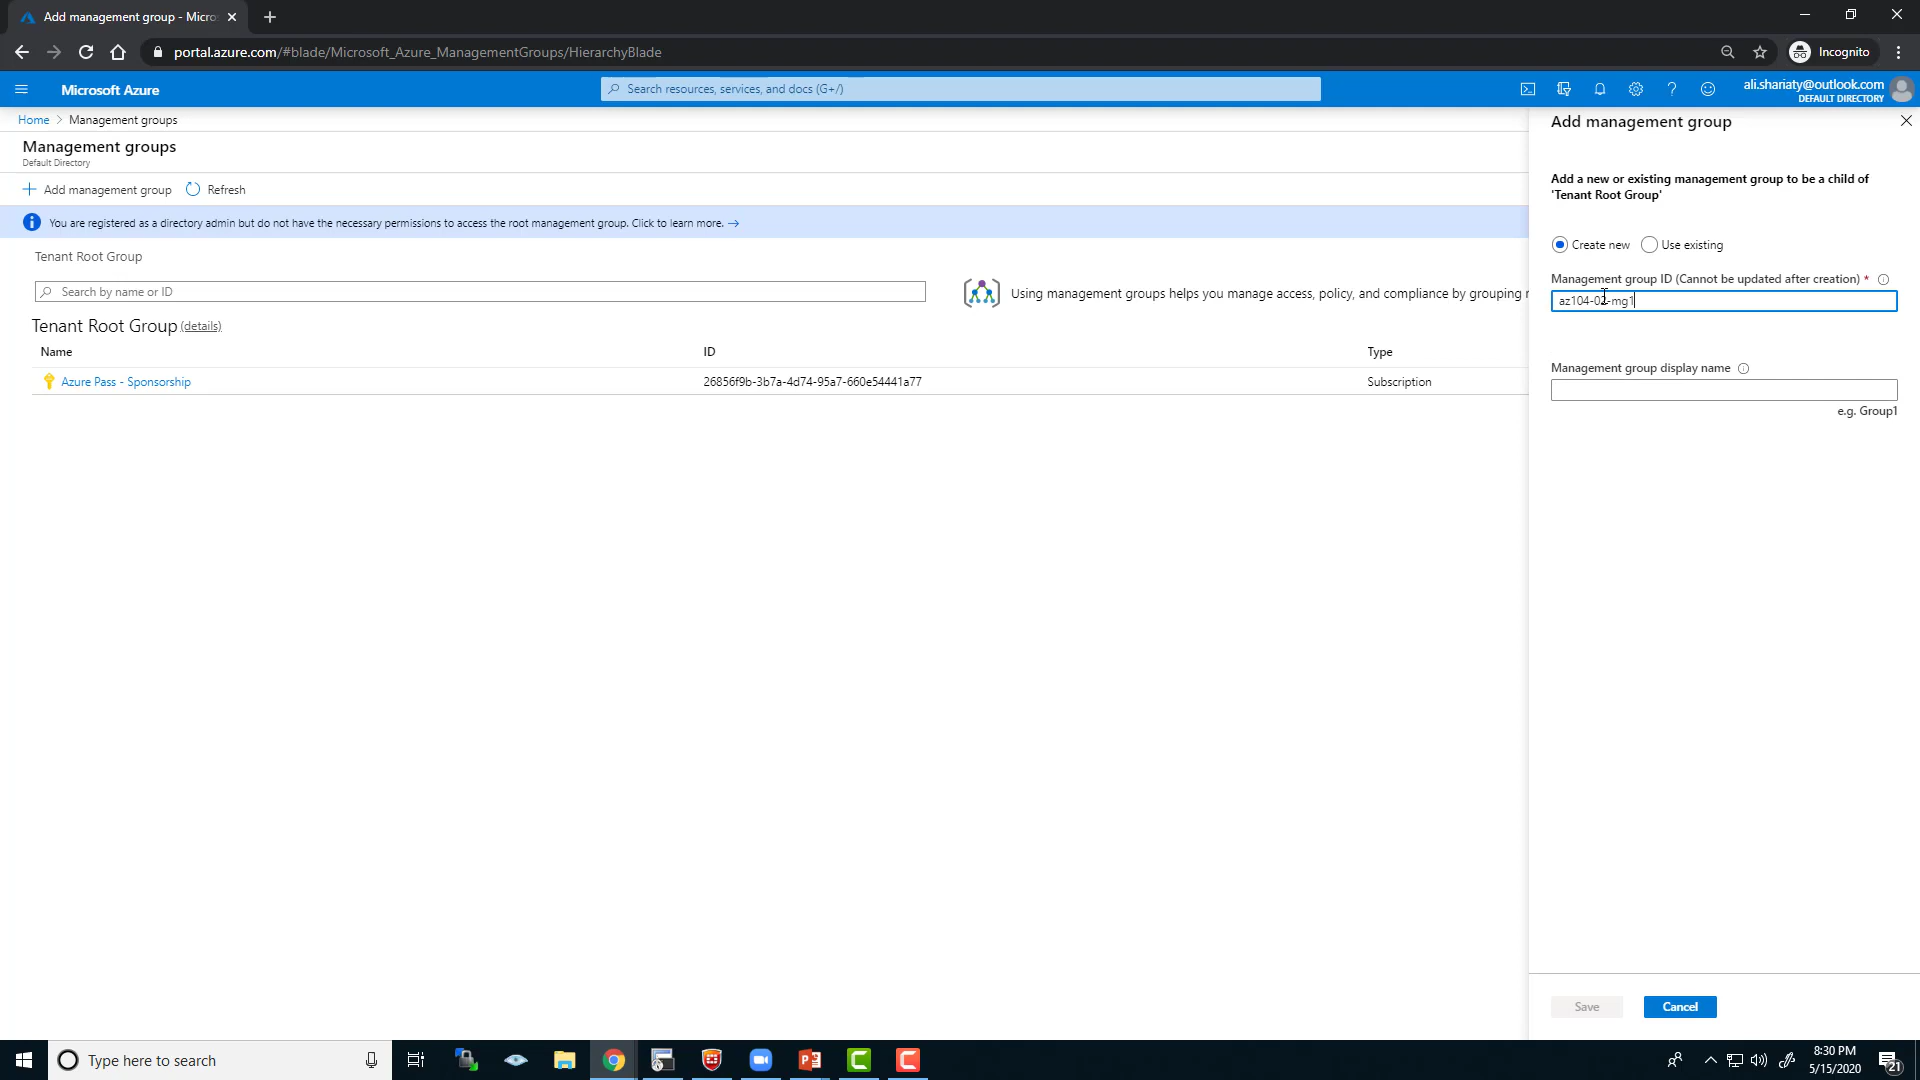 Add management group - Micro
portal.azure.com/#blade/Microsoft_Azure_ManagementGroups/HierarchyBlade
Incognito
Microsoft Azure
Search resources, services, and docs (G+/)
ali.shariaty@outlook.com
DEFAULT DIRECTORY
Home > Management groups
Management groups
Default Directory
Add management group
Refresh
You are registered as a directory admin but do not have the necessary permissions to access the root management group. Click to learn more. →
Tenant Root Group
Search by name or ID
Using management groups helps you manage access, policy, and compliance by grouping
Tenant Root Group (details)
Name ID Type
Azure Pass - Sponsorship 26856f9b-3b7a-4d74-95a7-660e54441a77 Subscription
Add management group
Add a new or existing management group to be a child of
'Tenant Root Group'
Create new Use existing
Management group ID (Cannot be updated after creation) *
az104-02-mg1
Management group display name
e.g. Group1
Save Cancel
Type here to search
8:30 PM
5/15/2020
21